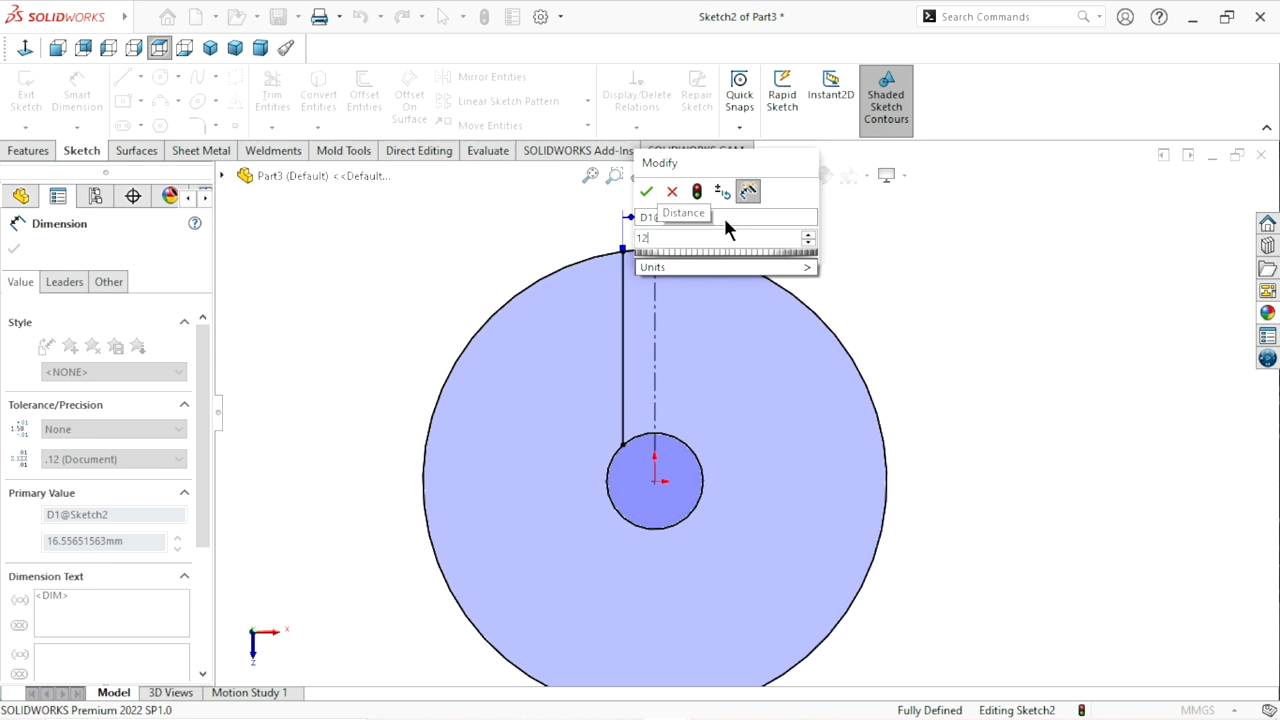 SOLIDWORKS
Sketch2 of Part3 *
Search Commands
Exit Sketch
Smart Dimension
Trim Entities
Convert Entities
Offset Entities
Offset On Surface
Mirror Entities
Linear Sketch Pattern
Move Entities
Display/Delete Relations
Repair Sketch
Quick Snaps
Rapid Sketch
Instant2D
Shaded Sketch Contours
Features
Sketch
Surfaces
Sheet Metal
Weldments
Mold Tools
Direct Editing
Evaluate
SOLIDWORKS Add-Ins
Part3 (Default) <<Default...
Modify
Distance
12
Units >
Dimension
Value
Leaders
Other
Style
<NONE>
Tolerance/Precision
None
.12 (Document)
Primary Value
D1@Sketch2
16.55651563mm
Dimension Text
<DIM>
X
Z
Model
3D Views
Motion Study 1
SOLIDWORKS Premium 2022 SP1.0
Fully Defined
Editing Sketch2
MMGS